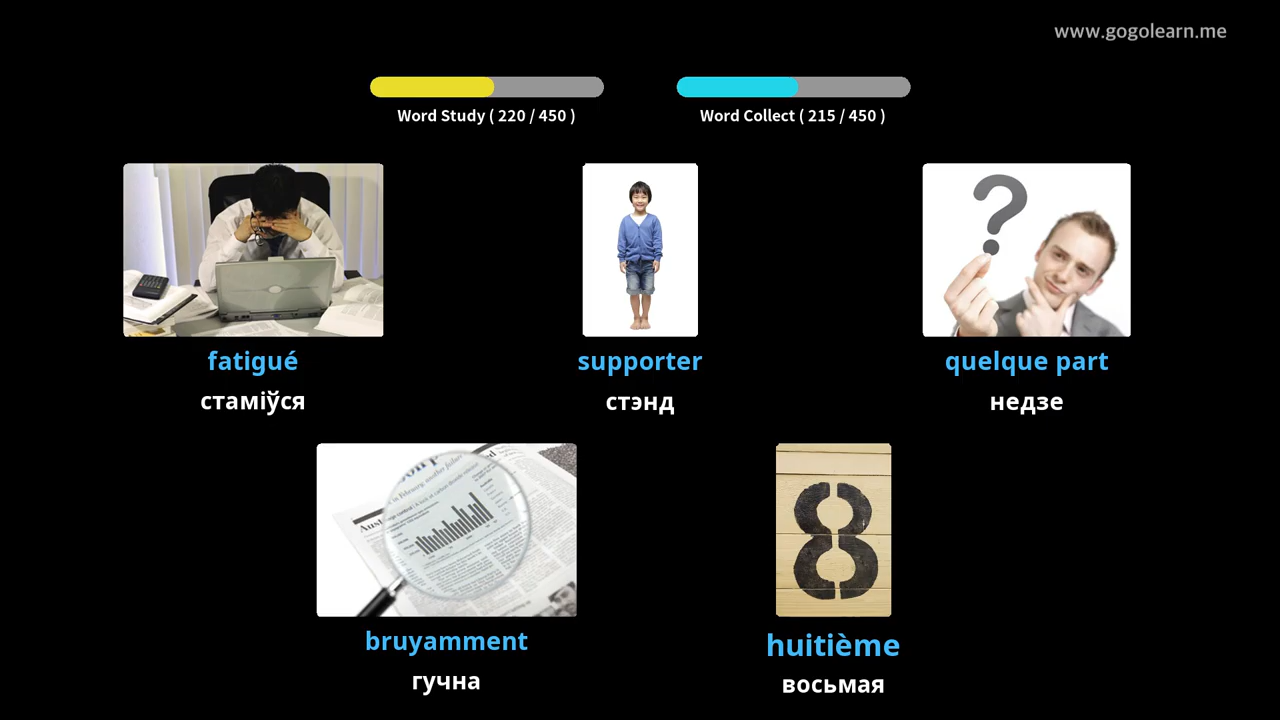 www.gogolearn.me
Word Study ( 220 / 450 )
Word Collect ( 215 / 450 )
fatigué
стаміўся
supporter
стэнд
quelque part
недзе
bruyamment
гучна
8
huitième
восьмая